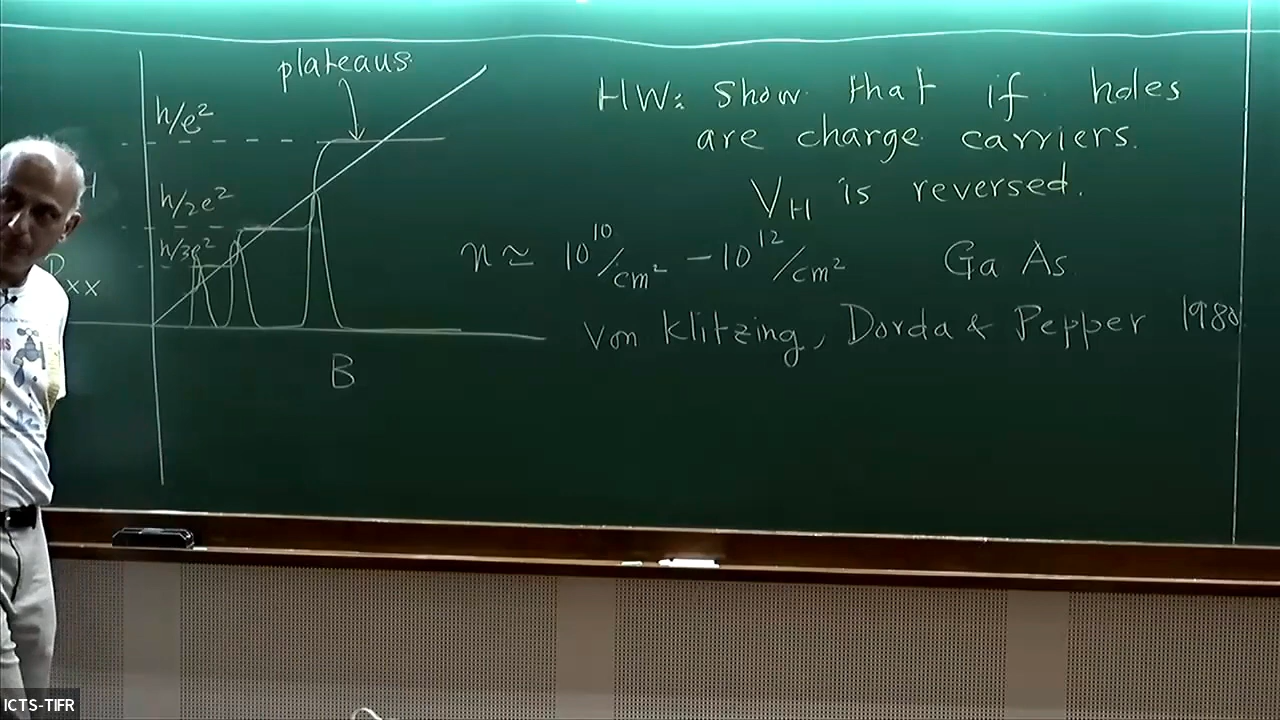 plateaus
h/e²
h/2e²
h/3e²
H
ρxx
B
HW: Show that if holes
are charge carriers.
V_H is reversed.
n ≃ 10¹⁰/cm² – 10¹²/cm² Ga As
Von Klitzing, Dorda & Pepper 1980
ICTS-TIFR